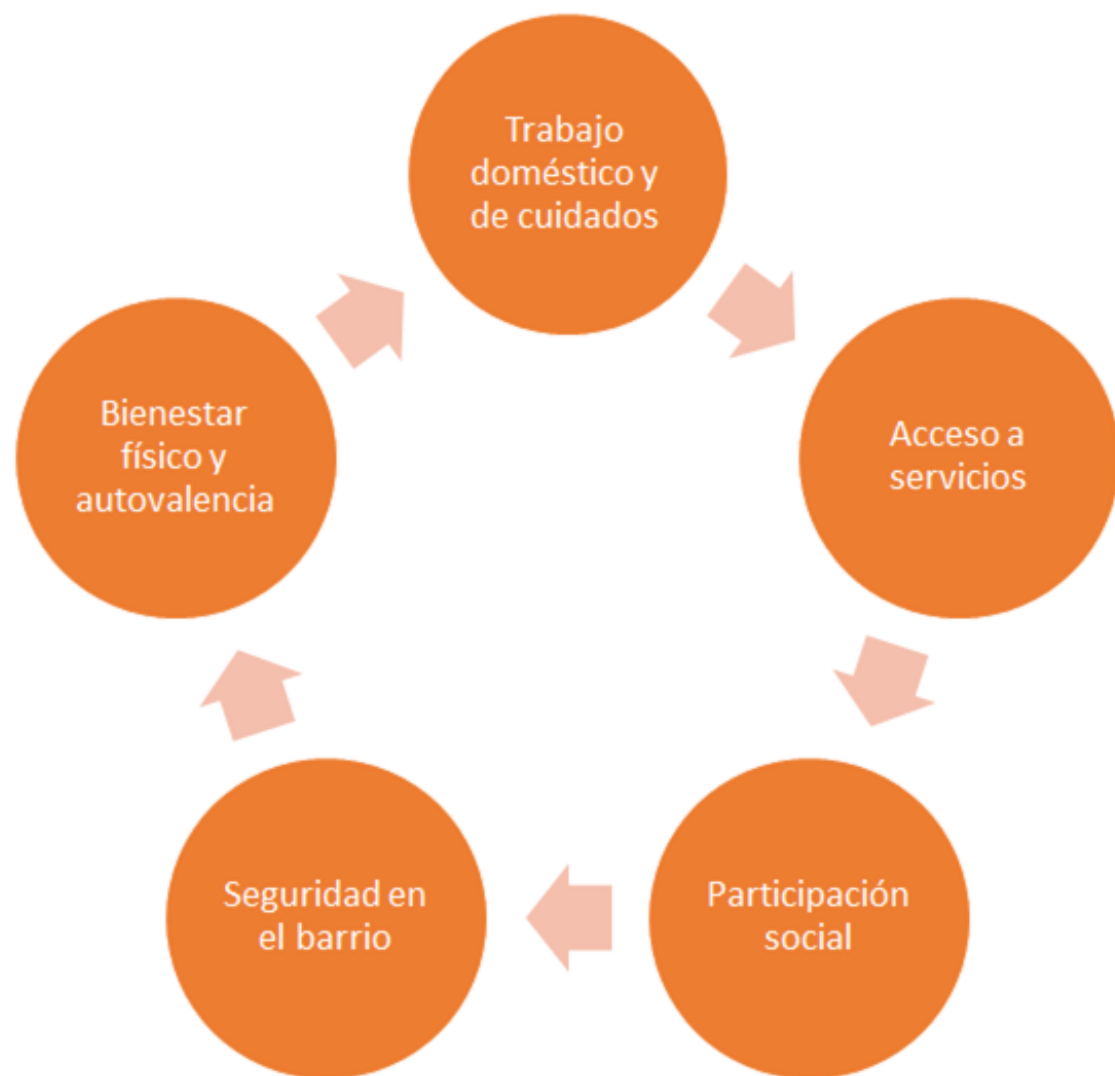 Trabajo
doméstico y
de cuidados
Acceso a
servicios
Participación
social
Seguridad en
el barrio
Bienestar
físico y
autovalencia